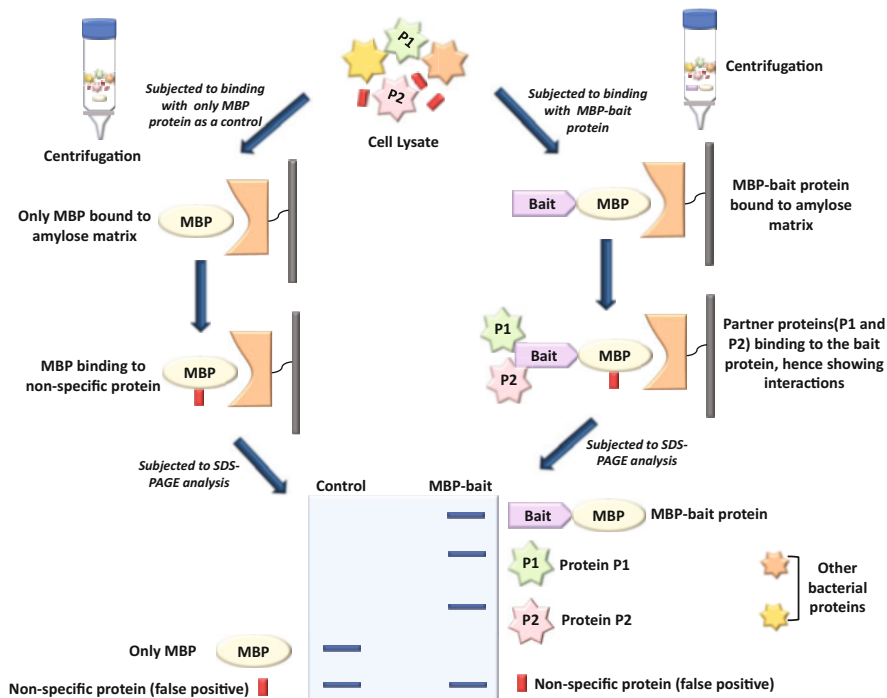 P1
P2
Cell Lysate
Subjected to binding
with only MBP
protein as a control
Centrifugation
Subjected to binding
with MBP-bait
protein
Centrifugation
Only MBP bound to
amylose matrix
MBP
Bait
MBP
MBP-bait protein
bound to amylose
matrix
MBP binding to
non-specific protein
MBP
P1
P2
Bait
MBP
Partner proteins(P1 and
P2) binding to the bait
protein, hence showing
interactions
Subjected to SDS-
PAGE analysis
Subjected to SDS-
PAGE analysis
Control
MBP-bait
Bait
MBP
MBP-bait protein
P1
Protein P1
P2
Protein P2
Other
bacterial
proteins
Only MBP
MBP
Non-specific protein (false positive)
Non-specific protein (false positive)